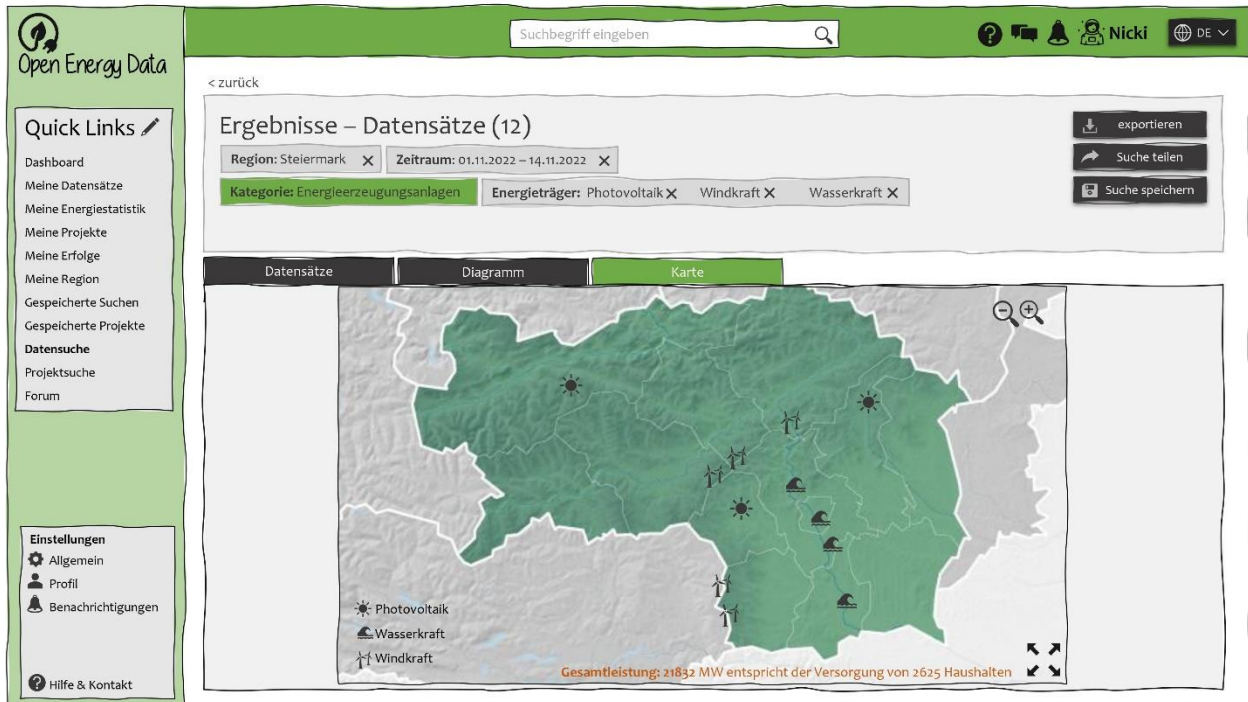 Open Energy Data
Suchbegriff eingeben
Nicki
DE
Quick Links
Dashboard
Meine Datensätze
Meine Energiestatistik
Meine Projekte
Meine Erfolge
Meine Region
Gespeicherte Suchen
Gespeicherte Projekte
Datensuche
Projektsuche
Forum
Einstellungen
Allgemein
Profil
Benachrichtigungen
Hilfe & Kontakt
< zurück
Ergebnisse – Datensätze (12)
Region: Steiermark X Zeitraum: 01.11.2022 – 14.11.2022 X
Kategorie: Energieerzeugungsanlagen Energieträger: Photovoltaik X Windkraft X Wasserkraft X
exportieren
Suche teilen
Suche speichern
Datensätze Diagramm Karte
Photovoltaik
Wasserkraft
Windkraft
Gesamtleistung: 21832 MW entspricht der Versorgung von 2625 Haushalten